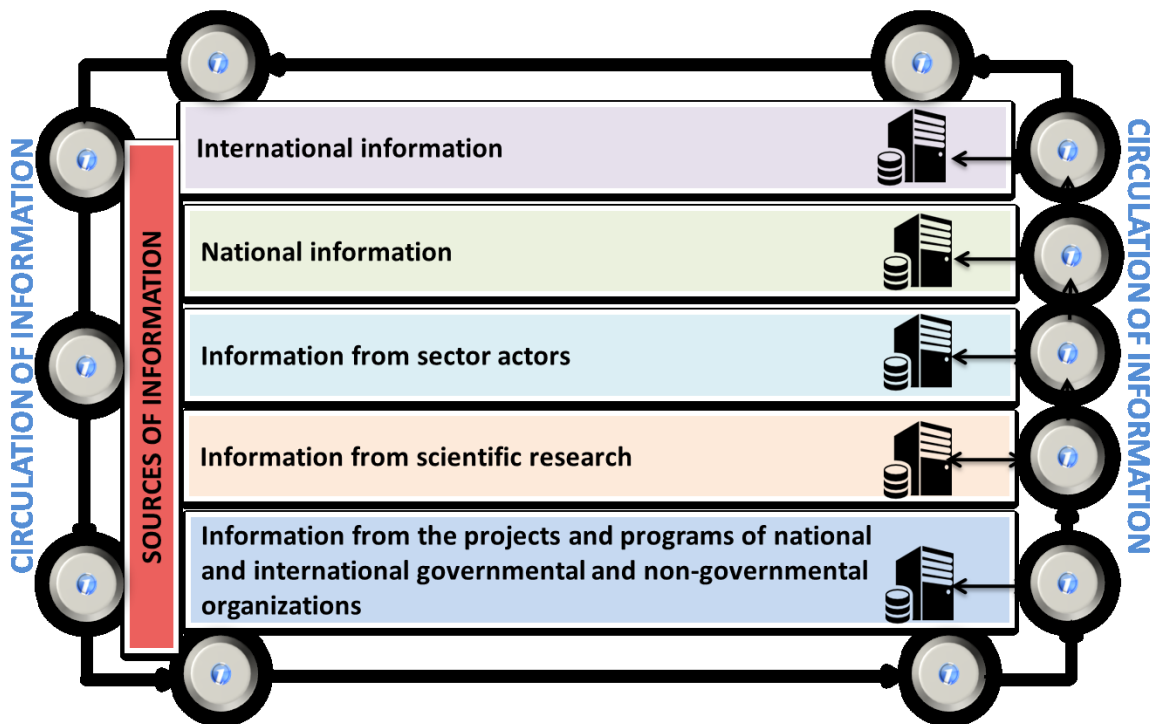 CIRCULATION OF INFORMATION
SOURCES OF INFORMATION
International information
National information
Information from sector actors
Information from scientific research
Information from the projects and programs of national
and international governmental and non-governmental
organizations
CIRCULATION OF INFORMATION